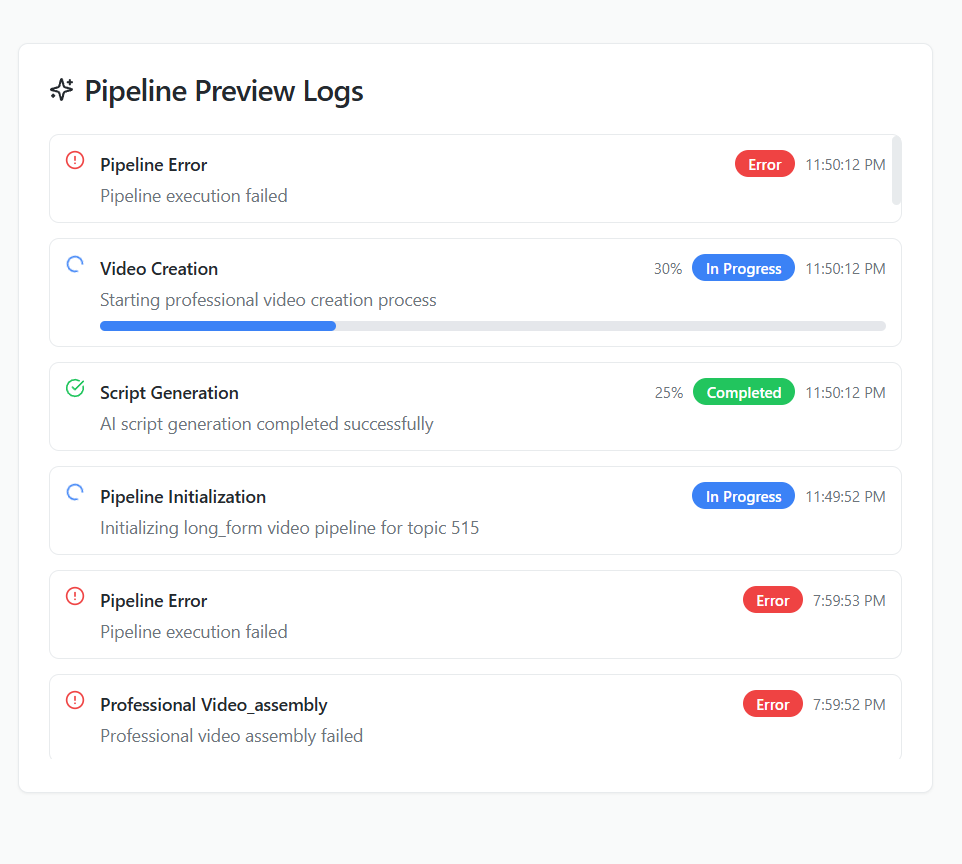 Pipeline Preview Logs
Pipeline Error Error 11:50:12 PM
Pipeline execution failed
Video Creation 30% In Progress 11:50:12 PM
Starting professional video creation process
Script Generation 25% Completed 11:50:12 PM
AI script generation completed successfully
Pipeline Initialization In Progress 11:49:52 PM
Initializing long_form video pipeline for topic 515
Pipeline Error Error 7:59:53 PM
Pipeline execution failed
Professional Video_assembly Error 7:59:52 PM
Professional video assembly failed